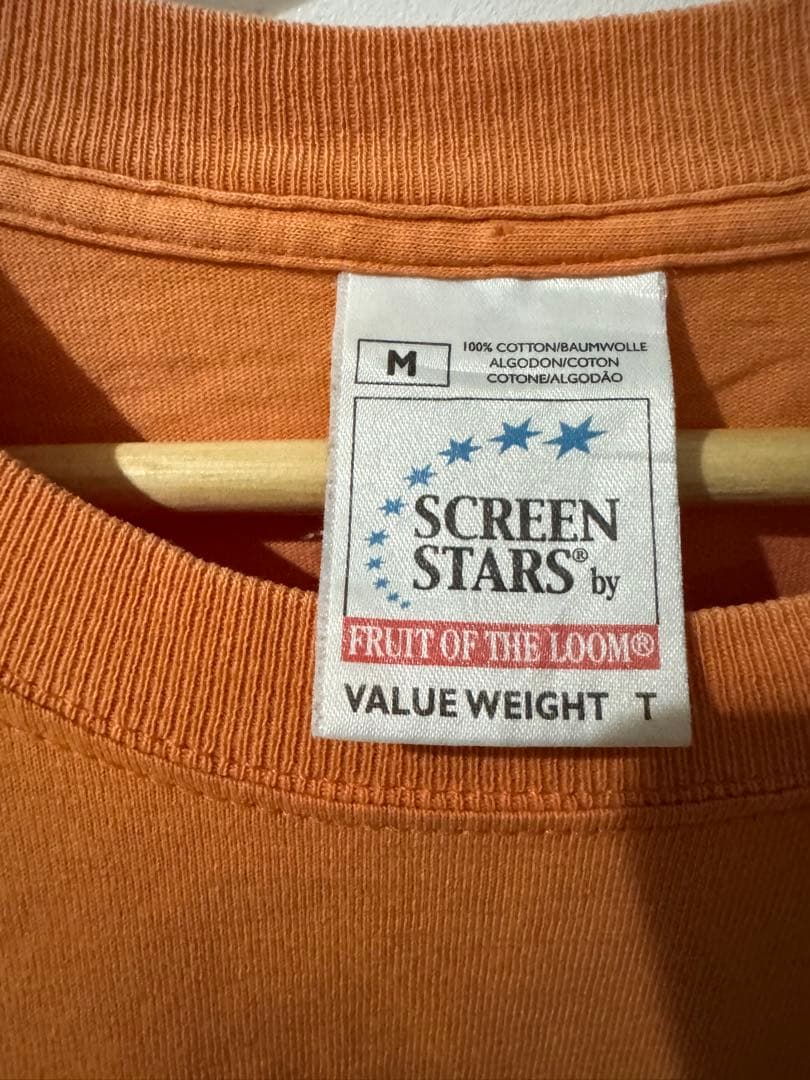 M
100% COTTON/BAUMWOLLE
ALGODON/COTON
COTONE/ALGODÃO
SCREEN
STARS® by
FRUIT OF THE LOOM®
VALUE WEIGHT T